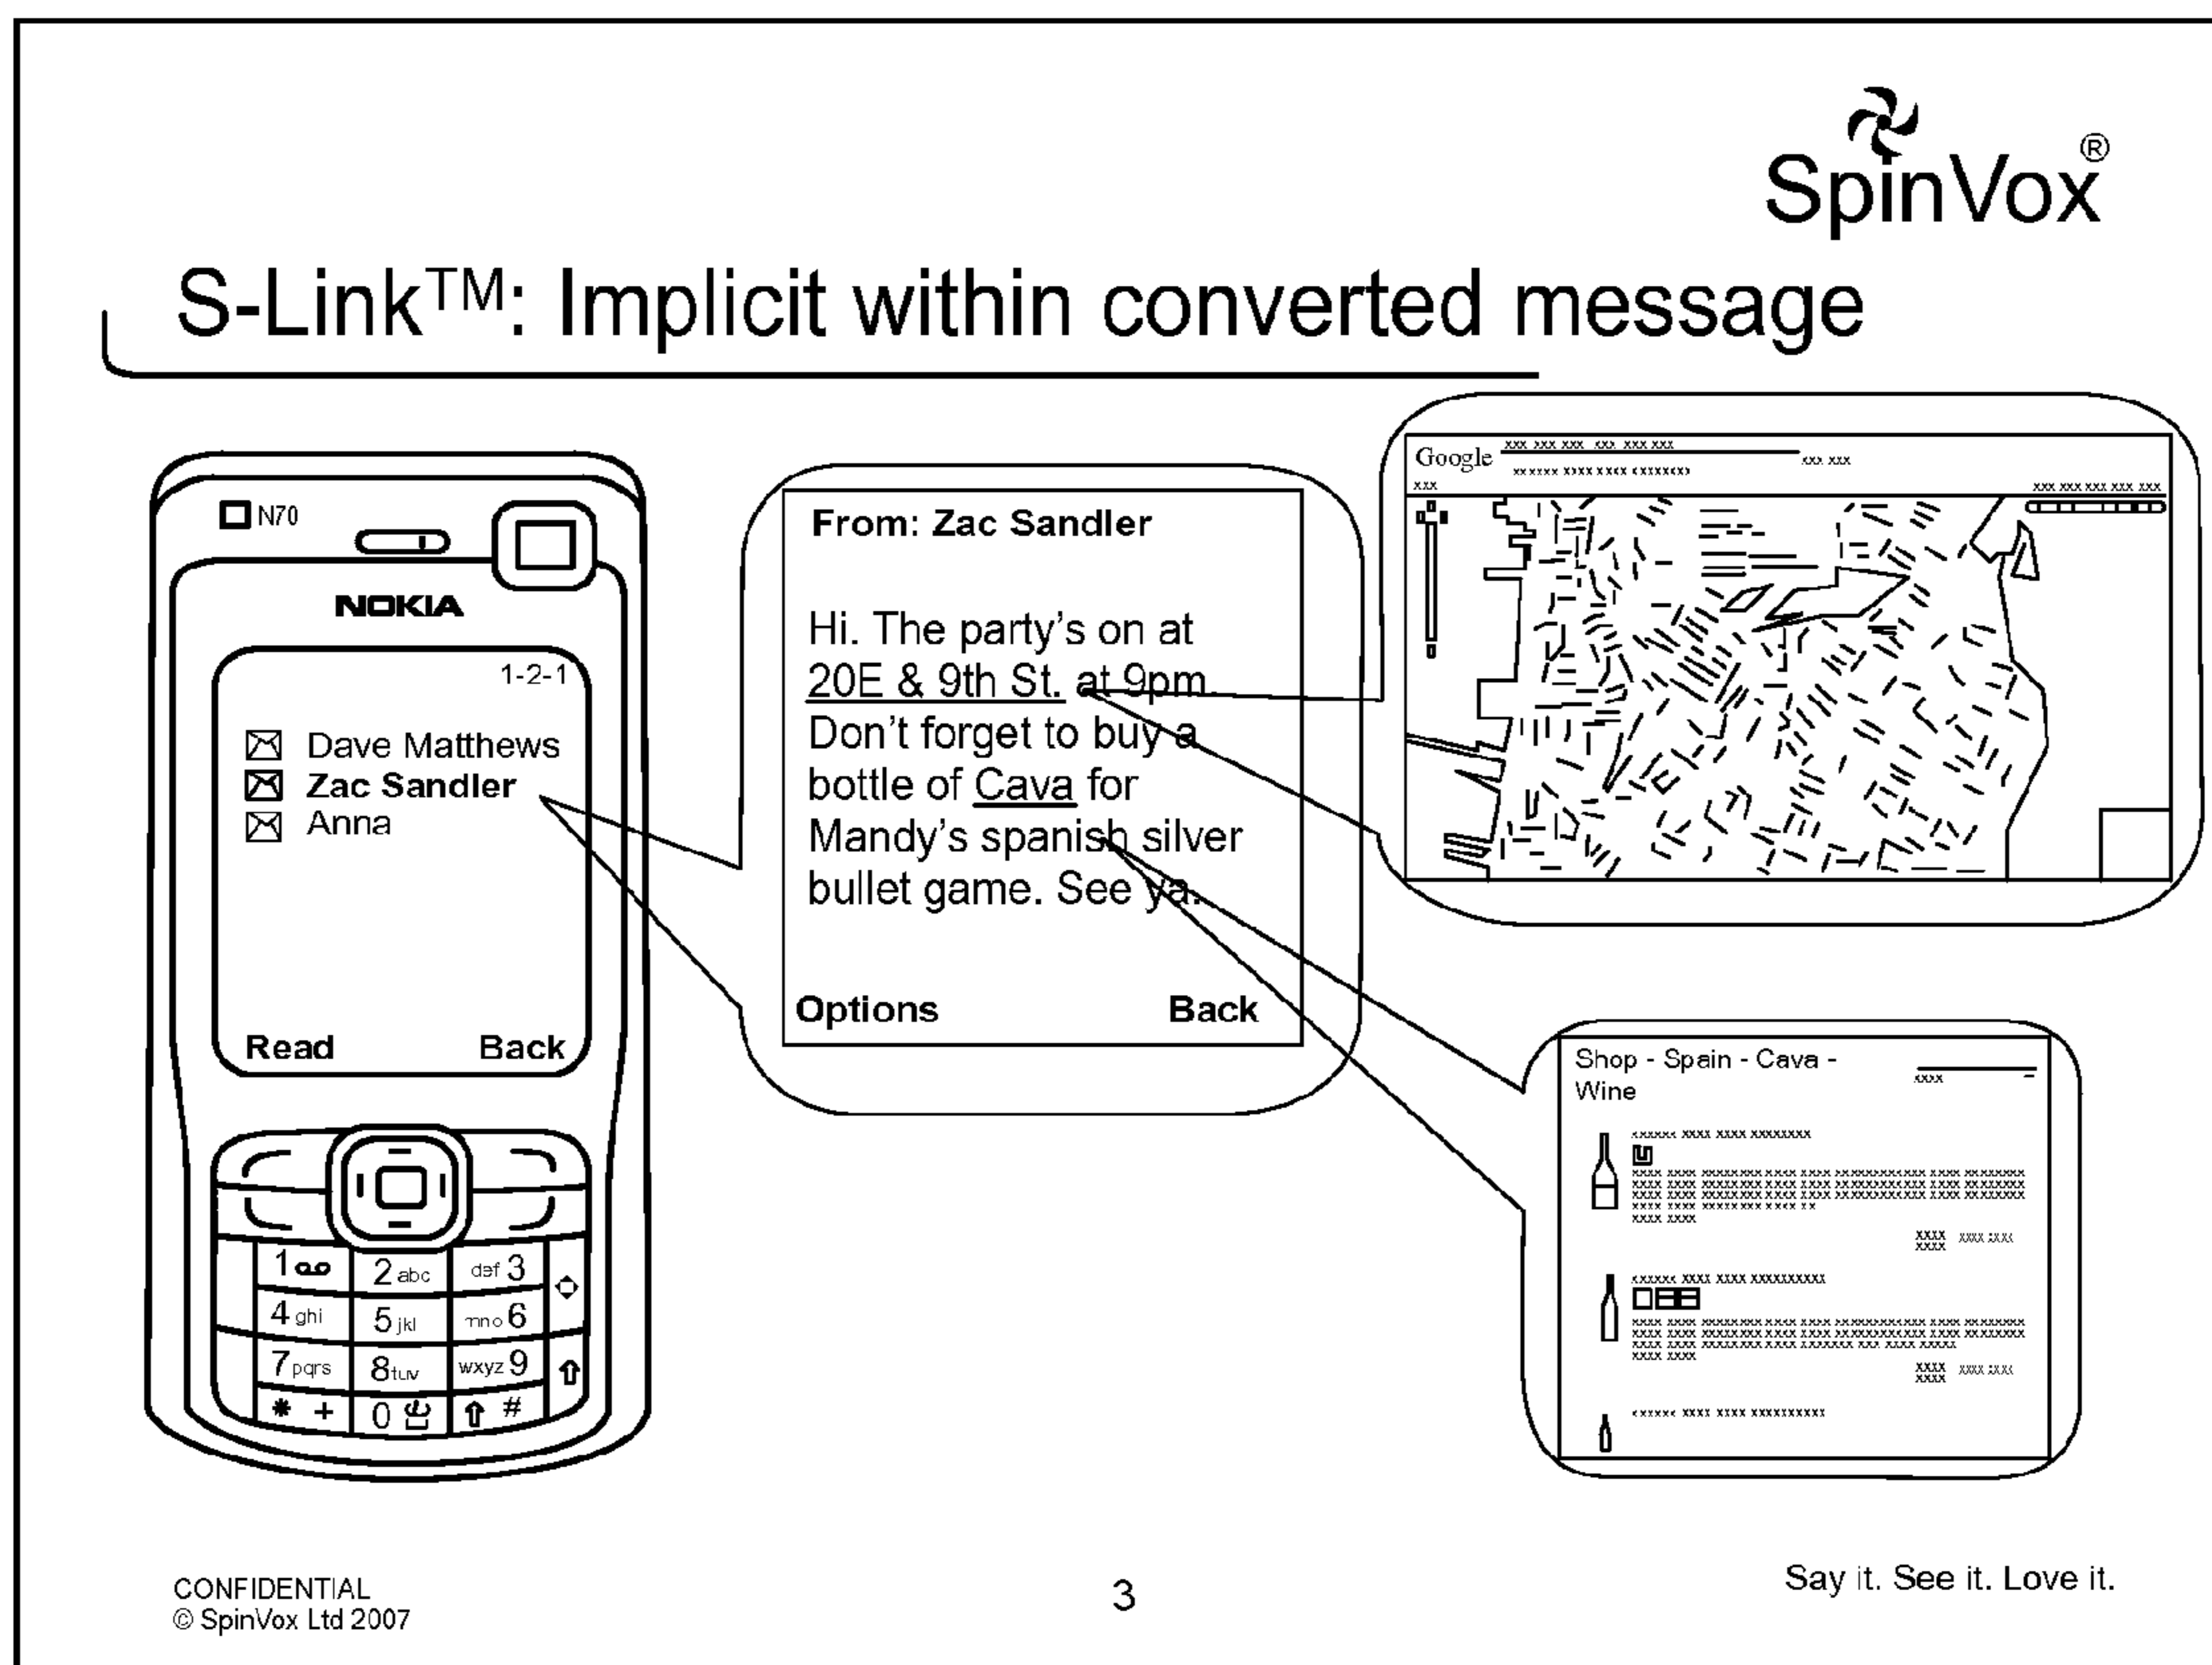 SpinVox®
S-Link™: Implicit within converted message
N70
NOKIA
1-2-1
Dave Matthews
Zac Sandler
Anna
Read Back
1
2 abc
def 3
4 ghi
5 jkl
mno 6
7 pqrs
8 tuv
wxyz 9
* +
0
#
From: Zac Sandler
Hi. The party's on at
20E & 9th St. at 9pm
Don't forget to buy a
bottle of Cava for
Mandy's spanish silver
bullet game. See ya.
Options Back
Google
Shop - Spain - Cava -
Wine
CONFIDENTIAL
© SpinVox Ltd 2007
3
Say it. See it. Love it.